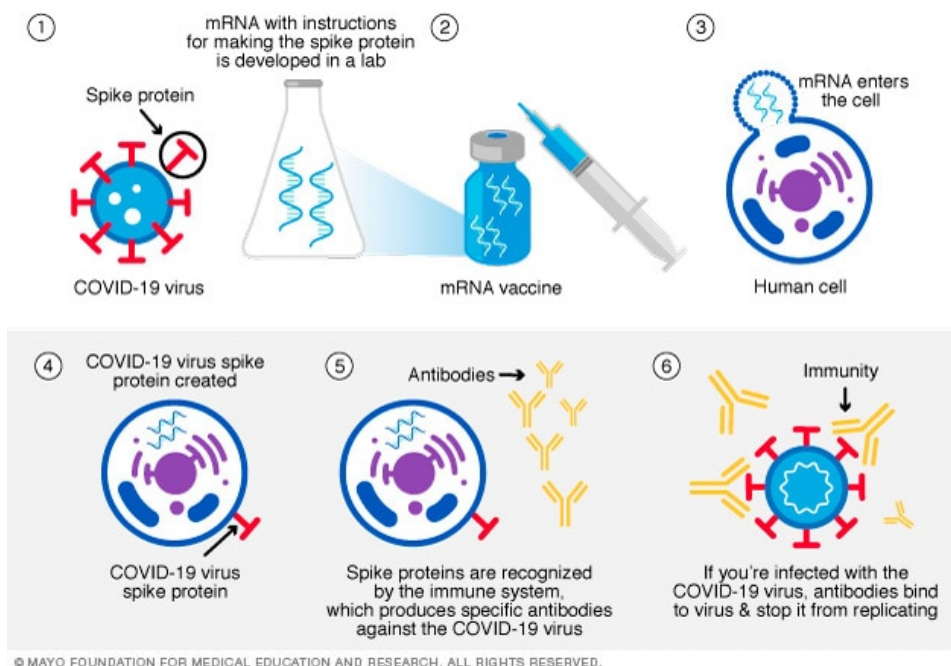 1
Spike protein
COVID-19 virus
mRNA with instructions
for making the spike protein
is developed in a lab
2
mRNA vaccine
3
mRNA enters
the cell
Human cell
4
COVID-19 virus spike
protein created
COVID-19 virus
spike protein
5
Antibodies
Spike proteins are recognized
by the immune system,
which produces specific antibodies
against the COVID-19 virus
6
Immunity
If you're infected with the
COVID-19 virus, antibodies bind
to virus & stop it from replicating
© MAYO FOUNDATION FOR MEDICAL EDUCATION AND RESEARCH. ALL RIGHTS RESERVED.